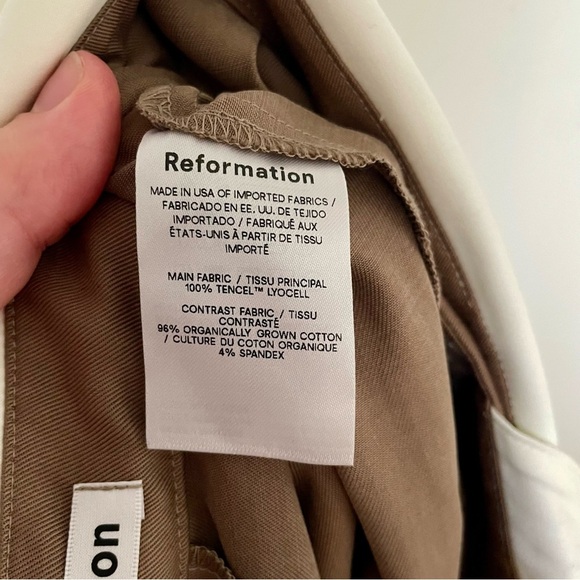 Reformation
MADE IN USA OF IMPORTED FABRICS /
FABRICADO EN EE. UU. DE TEJIDO
IMPORTADO / FABRIQUÉ AUX
ÉTATS-UNIS À PARTIR DE TISSU
IMPORTÉ
MAIN FABRIC / TISSU PRINCIPAL
100% TENCEL™ LYOCELL
CONTRAST FABRIC / TISSU
CONTRASTÉ
96% ORGANICALLY GROWN COTTON
/ CULTURE DU COTON ORGANIQUE
4% SPANDEX
on